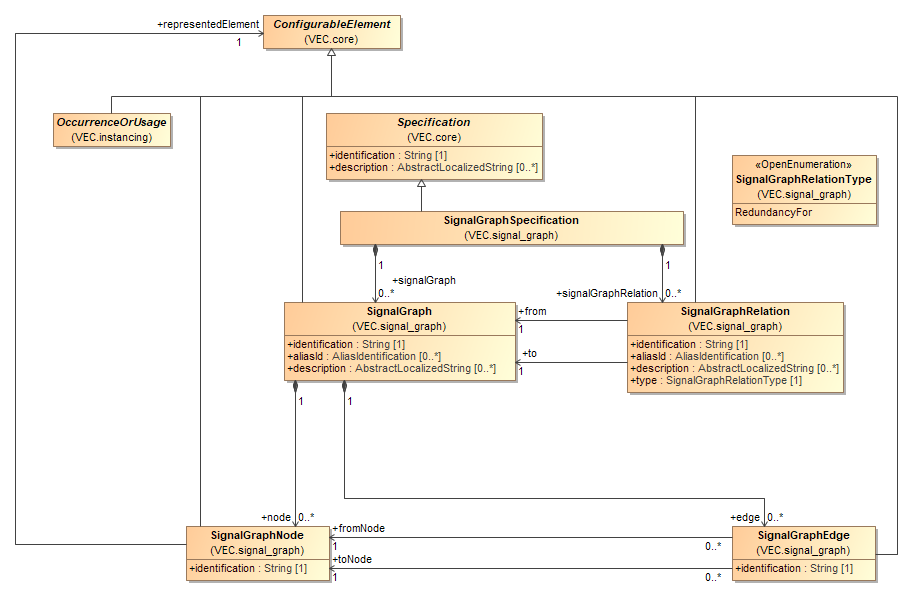 +representedElement
1
ConfigurableElement
(VEC.core)
OccurrenceOrUsage
(VEC.instancing)
Specification
(VEC.core)
+identification : String [1]
+description : AbstractLocalizedString [0..*]
«OpenEnumeration»
SignalGraphRelationType
(VEC.signal_graph)
RedundancyFor
SignalGraphSpecification
(VEC.signal_graph)
1
1
+signalGraph
0..*
+signalGraphRelation
0..*
SignalGraph
(VEC.signal_graph)
+identification : String [1]
+aliasId : AliasIdentification [0..*]
+description : AbstractLocalizedString [0..*]
+from
1
+to
1
SignalGraphRelation
(VEC.signal_graph)
+identification : String [1]
+aliasId : AliasIdentification [0..*]
+description : AbstractLocalizedString [0..*]
+type : SignalGraphRelationType [1]
1
1
+node
0..*
+edge
0..*
SignalGraphNode
(VEC.signal_graph)
+identification : String [1]
+fromNode
1
0..*
+toNode
1
0..*
SignalGraphEdge
(VEC.signal_graph)
+identification : String [1]